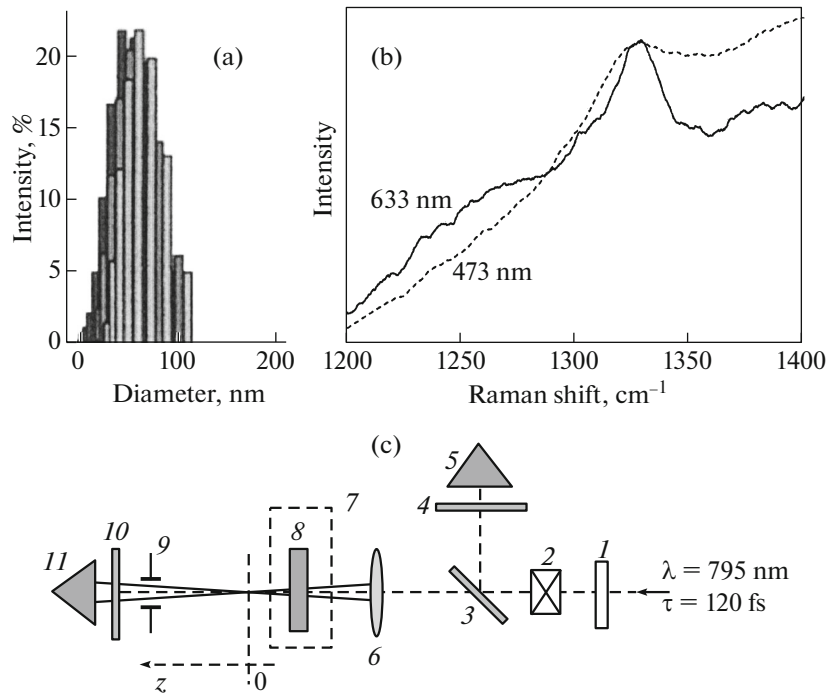 (a)
Intensity, %
20
15
10
5
0
0 100 200
Diameter, nm
(b)
Intensity
633 nm
473 nm
1200 1250 1300 1350 1400
Raman shift, cm⁻¹
(c)
5
4
7
11 10 9 8 2 1
λ = 795 nm
τ = 120 fs
3
6
z 0